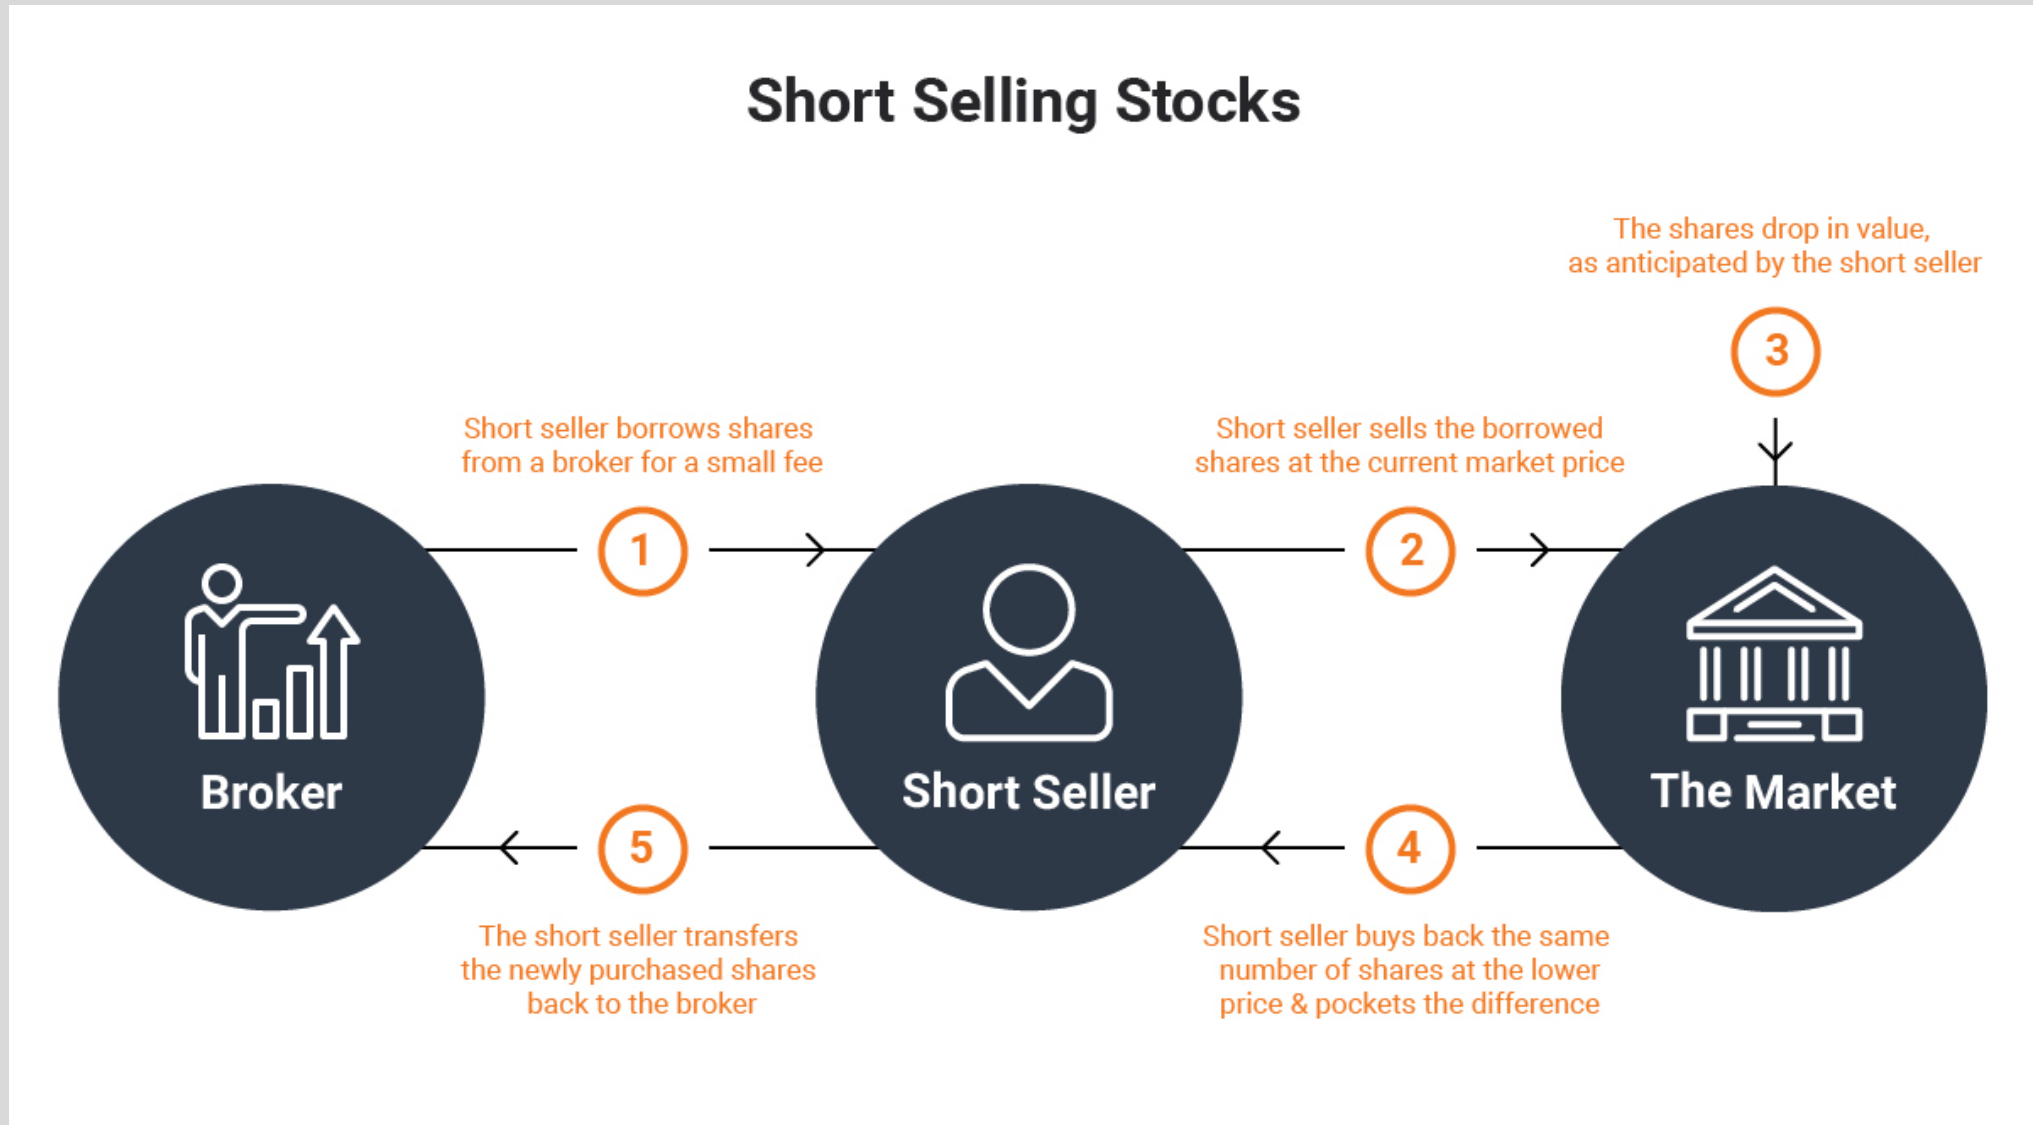 Short Selling Stocks
The shares drop in value,
as anticipated by the short seller
3
Short seller borrows shares
from a broker for a small fee
1
Short seller sells the borrowed
shares at the current market price
2
Broker
Short Seller
The Market
5
The short seller transfers
the newly purchased shares
back to the broker
4
Short seller buys back the same
number of shares at the lower
price & pockets the difference